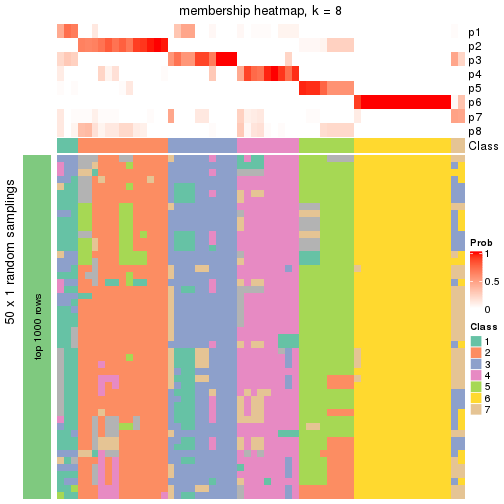 membership heatmap, k = 8
p1
p2
p3
p4
p5
p6
p7
p8
Class
50 x 1 random samplings
top 1000 rows
Prob
1
0.5
0
Class
1
2
3
4
5
6
7